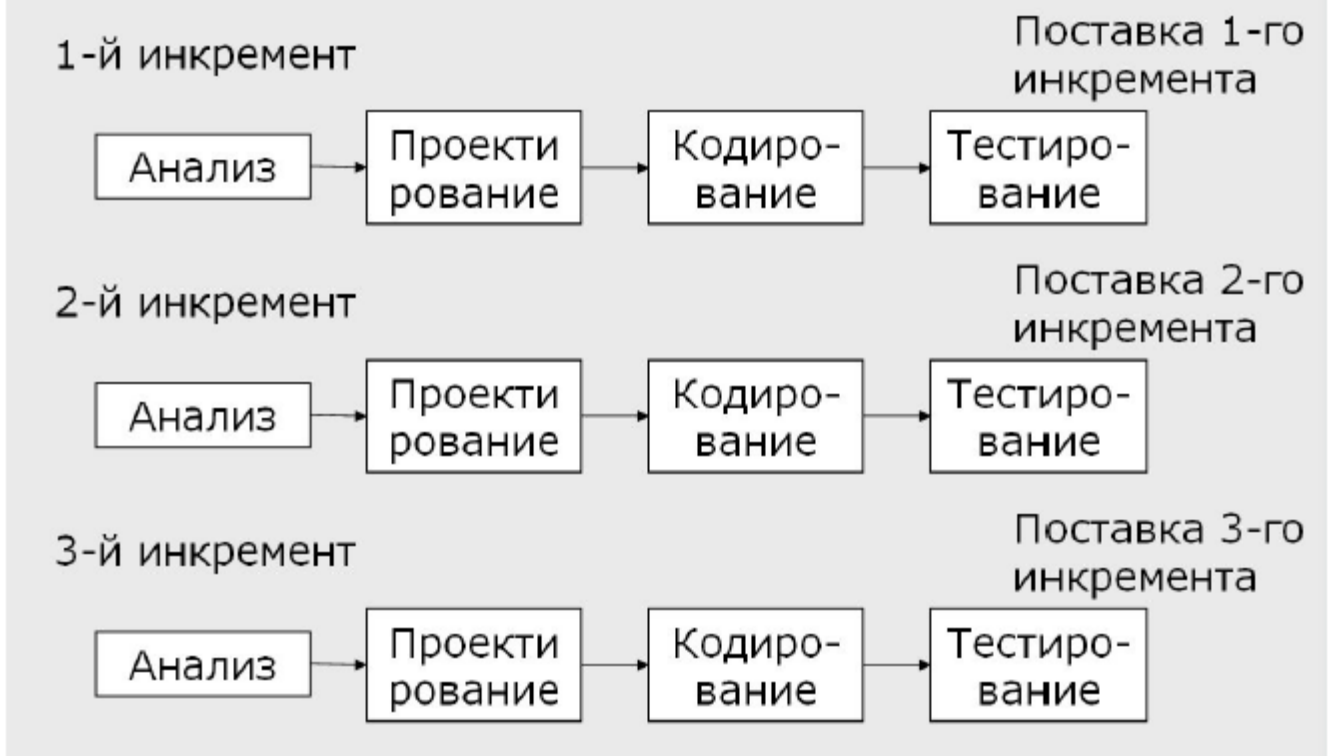 1-й инкремент
Поставка 1-го
инкремента
Анализ
Проекти
рование
Кодиро-
вание
Тестиро-
вание
2-й инкремент
Поставка 2-го
инкремента
Анализ
Проекти
рование
Кодиро-
вание
Тестиро-
вание
3-й инкремент
Поставка 3-го
инкремента
Анализ
Проекти
рование
Кодиро-
вание
Тестиро-
вание